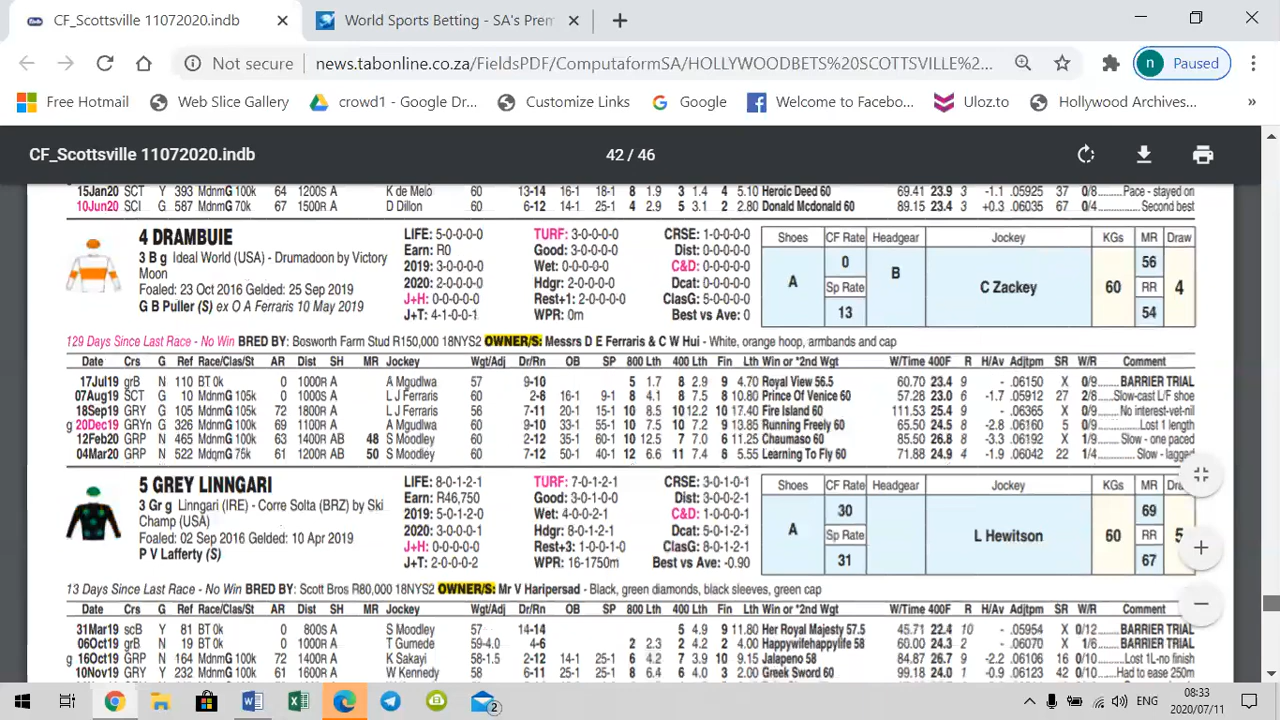 CF_Scottsville 11072020.indb
World Sports Betting - SA's Prem
Not secure news.tabonline.co.za/FieldsPDF/ComputaformSA/HOLLYWOODBETS%20SCOTTSVILLE%2... n Paused
Free Hotmail Web Slice Gallery crowd1 - Google Dr... Customize Links Google Welcome to Facebo... Uloz.to Hollywood Archives... »
CF_Scottsville 11072020.indb 42 / 46
15Jan20 SCT Y 393 MdnmG 100k 64 1200S A K de Melo 60 13-14 16-1 18-1 8 1.9 3 1.4 4 5.10 Heroic Deed 60 69.41 23.9 3 -1.1 .05925 37 0/8 Pace - stayed on
10Jun20 SCI G 587 MdnmG 70k 67 1500R A D Dillon 60 6-12 14-1 25-1 4 2.9 5 3.1 2 2.80 Donald Mcdonald 60 89.15 23.4 3 +0.3 .06035 67 0/4 Second best
4 DRAMBUIE
3 B g Ideal World (USA) - Drumadoon by Victory
Moon
Foaled: 23 Oct 2016 Gelded: 25 Sep 2019
G B Puller (S) ex O A Ferraris 10 May 2019
LIFE: 5-0-0-0-0 TURF: 3-0-0-0-0 CRSE: 1-0-0-0-0
Earn: R0 Good: 3-0-0-0-0 Dist: 0-0-0-0-0
2019: 3-0-0-0-0 Wet: 0-0-0-0-0 C&D: 0-0-0-0-0
2020: 2-0-0-0-0 Hdgr: 2-0-0-0-0 Dcat: 0-0-0-0-0
J+H: 0-0-0-0-0 Rest+1: 2-0-0-0-0 ClasG: 5-0-0-0-0
J+T: 4-1-0-0-1 WPR: 0m Best vs Ave: 0
Shoes CF Rate Headgear Jockey KGs MR Draw
A 0 B C Zackey 60 56 4
Sp Rate RR
13 54
129 Days Since Last Race - No Win BRED BY: Bosworth Farm Stud R150,000 18NYS2 OWNER/S: Messrs D E Ferraris & C W Hui - White, orange hoop, armbands and cap
Date Crs Ref Race/Clas/St AR Dist SH MR Jockey Wgt/Adj Dr/Rn OB SP 800 Lth 400 Lth Fin Lth Win or *2nd Wgt W/Time 400F R H/Av Adjtpm SR W/R Comment
17Jul19 grB N 110 BT 0k 0 1000R A A Mgudlwa 57 9-10 5 1.7 8 2.9 9 4.70 Royal View 56.5 60.70 23.4 9 - .06150 X 0/9 BARRIER TRIAL
07Aug19 SCT G 10 MdnmG 105k 0 1000R A L J Ferraris 60 2-6 16-1 9-1 8 4.1 8 7.5 8 10.80 Prince Of Venice 60 57.28 23.0 6 -1.7 .05912 27 2/8 Slow-cast L/F shoe
18Sep19 GRY G 105 MdnmG 105k 72 1800R A L J Ferraris 56 7-11 20-1 15-1 10 8.5 10 12.2 10 17.40 Fire Island 60 111.53 25.4 9 - .06365 X 0/9 No interest-vet-nil
g 20Dec19 GRYn G 326 MdnmG 100k 69 1100R A A Mgudlwa 60 9-10 33-1 55-1 10 7.5 10 7.2 9 13.85 Running Freely 60 66.40 24.2 8 -2.8 .06160 5 0/9 Lost 1 length
12Feb20 GRP N 465 MdnmG 100k 63 1400R AB 48 S Moodley 60 2-12 35-1 60-1 10 12.5 7 7.0 6 11.25 Chaumaso 60 85.50 26.8 8 -3.3 .06192 X 1/9 Slow - one paced
04Mar20 GRP N 522 MdqmG 75k 61 1200R AB 50 S Moodley 60 7-12 50-1 40-1 12 6.6 11 7.4 8 5.55 Learning To Fly 60 71.88 24.9 4 -1.9 .06042 22 1/4 Slow - lagged
5 GREY LINNGARI
3 Gr g Linngari (IRE) - Corre Solta (BRZ) by Ski
Champ (USA)
Foaled: 02 Sep 2016 Gelded: 10 Apr 2019
P V Lafferty (S)
LIFE: 8-0-1-2-1 TURF: 7-0-1-2-1 CRSE: 3-0-1-0-1
Earn: R46,750 Good: 3-0-1-0-0 Dist: 3-0-0-2-1
2019: 5-0-1-2-0 Wet: 4-0-0-2-1 C&D: 1-0-0-0-1
2020: 3-0-0-0-1 Hdgr: 8-0-1-2-1 Dcat: 5-0-1-2-1
J+H: 0-0-0-0-0 Rest+3: 1-0-0-1-0 ClasG: 8-0-1-2-1
J+T: 2-0-0-0-2 WPR: 16-1750m Best vs Ave: -0.90
Shoes CF Rate Headgear Jockey KGs MR Dra
A 30 L Hewitson 60 69 5
Sp Rate RR
31 67
13 Days Since Last Race - No Win BRED BY: Scott Bros R80,000 18NYS2 OWNER/S: Mr V Haripersad - Black, green diamonds, black sleeves, green cap
Date Crs Ref Race/Clas/St AR Dist SH MR Jockey Wgt/Adj Dr/Rn OB SP 800 Lth 400 Lth Fin Lth Win or *2nd Wgt W/Time 400F R H/Av Adjtpm SR W/R Comment
31Mar19 scB Y 81 BT 0k 0 800S A S Moodley 57 14-14 5 4.9 9 11.80 Her Royal Majesty 57.5 45.71 22.4 10 - .05954 X 0/12 BARRIER TRIAL
06Oct19 grB N 19 BT 0k 0 1000R A T Gumede 59-4.0 4-6 2 2.3 2 4.2 2 4.00 Happywifehappylife 58 60.00 24.3 2 - .06070 X 1/6 BARRIER TRIAL
g 16Oct19 GRP N 164 MdnmG 100k 72 1400R A K Sakayi 58-1.5 2-12 14-1 25-1 6 4.2 7 3.9 10 9.15 Jalapeno 58 84.87 26.7 9 -2.2 .06106 16 0/10 Lost 1L-no finish
10Nov19 GRY Y 232 MdnmG 100k 61 1600R A W Kennedy 58 6-11 25-1 25-1 8 6.4 6 4.0 3 2.00 Greek Sword 60 99.18 24.0 1 -0.9 .06125 42 0/10 Had to ease 250m
2 ENG 08:33 2020/07/11